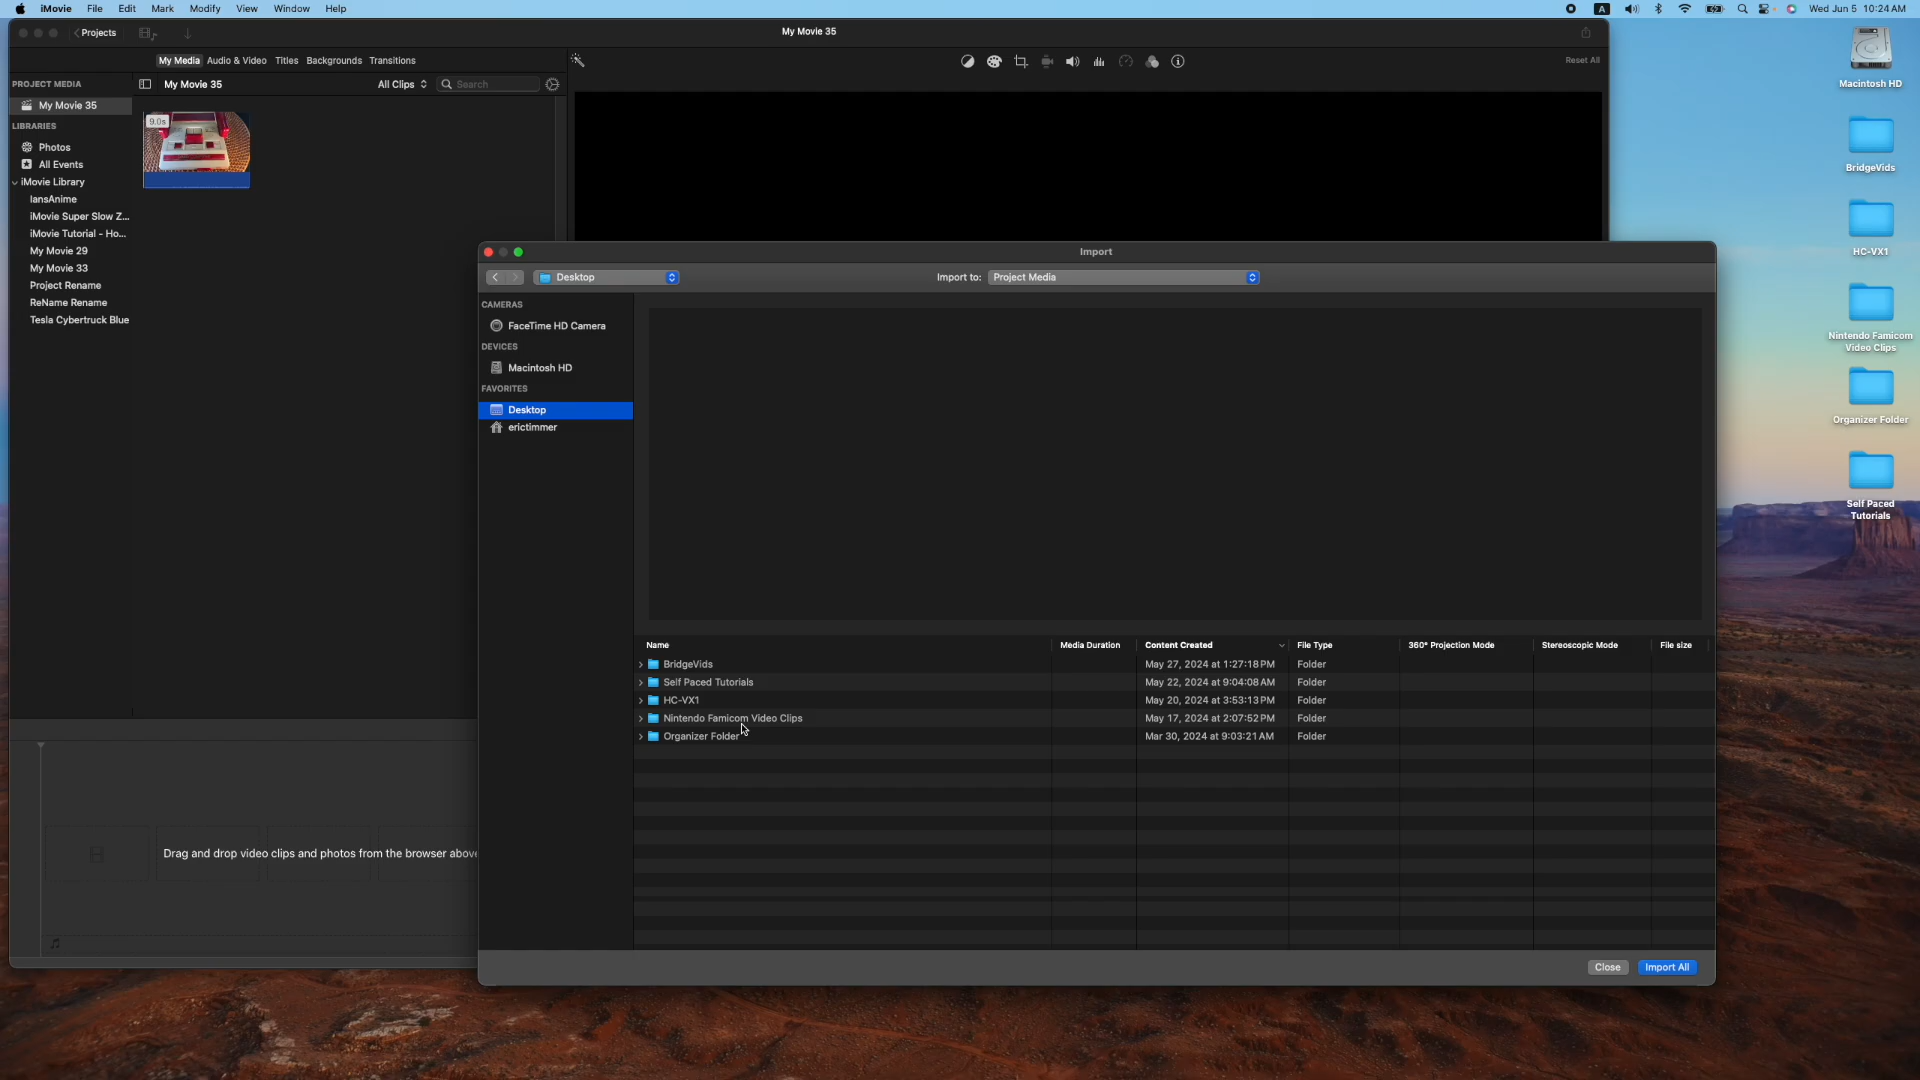 iMovie File Edit Mark Modify View Window Help
A Wed Jun 5 10:24 AM
Projects
My Movie 35
My Media Audio & Video Titles Backgrounds Transitions
Reset All
PROJECT MEDIA
My Movie 35
All Clips
Search
My Movie 35
LIBRARIES
Photos
All Events
iMovie Library
IansAnime
iMovie Super Slow Z...
iMovie Tutorial - Ho...
My Movie 29
My Movie 33
Project Rename
ReName Rename
Tesla Cybertruck Blue
9.0s
Import
Desktop
Import to: Project Media
CAMERAS
FaceTime HD Camera
DEVICES
Macintosh HD
FAVORITES
Desktop
erictimmer
Name Media Duration Content Created File Type 360° Projection Mode Stereoscopic Mode File size
BridgeVids May 27, 2024 at 1:27:18 PM Folder
Self Paced Tutorials May 22, 2024 at 9:04:08 AM Folder
HC-VX1 May 20, 2024 at 3:53:13 PM Folder
Nintendo Famicom Video Clips May 17, 2024 at 2:07:52 PM Folder
Organizer Folder Mar 30, 2024 at 9:03:21 AM Folder
Close Import All
Drag and drop video clips and photos from the browser above
Macintosh HD
BridgeVids
HC-VX1
Nintendo Famicom
Video Clips
Organizer Folder
Self Paced
Tutorials